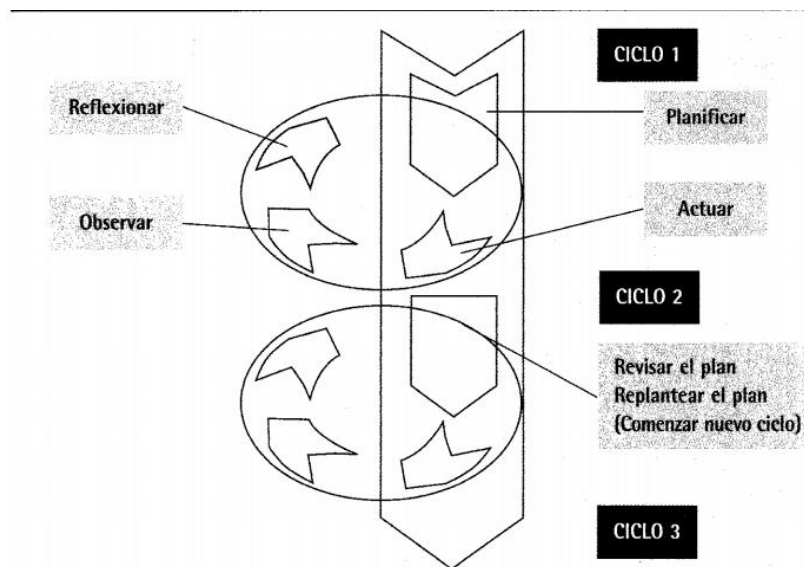 CICLO 1
Reflexionar
Planificar
Observar
Actuar
CICLO 2
Revisar el plan
Replantear el plan
(Comenzar nuevo ciclo)
CICLO 3